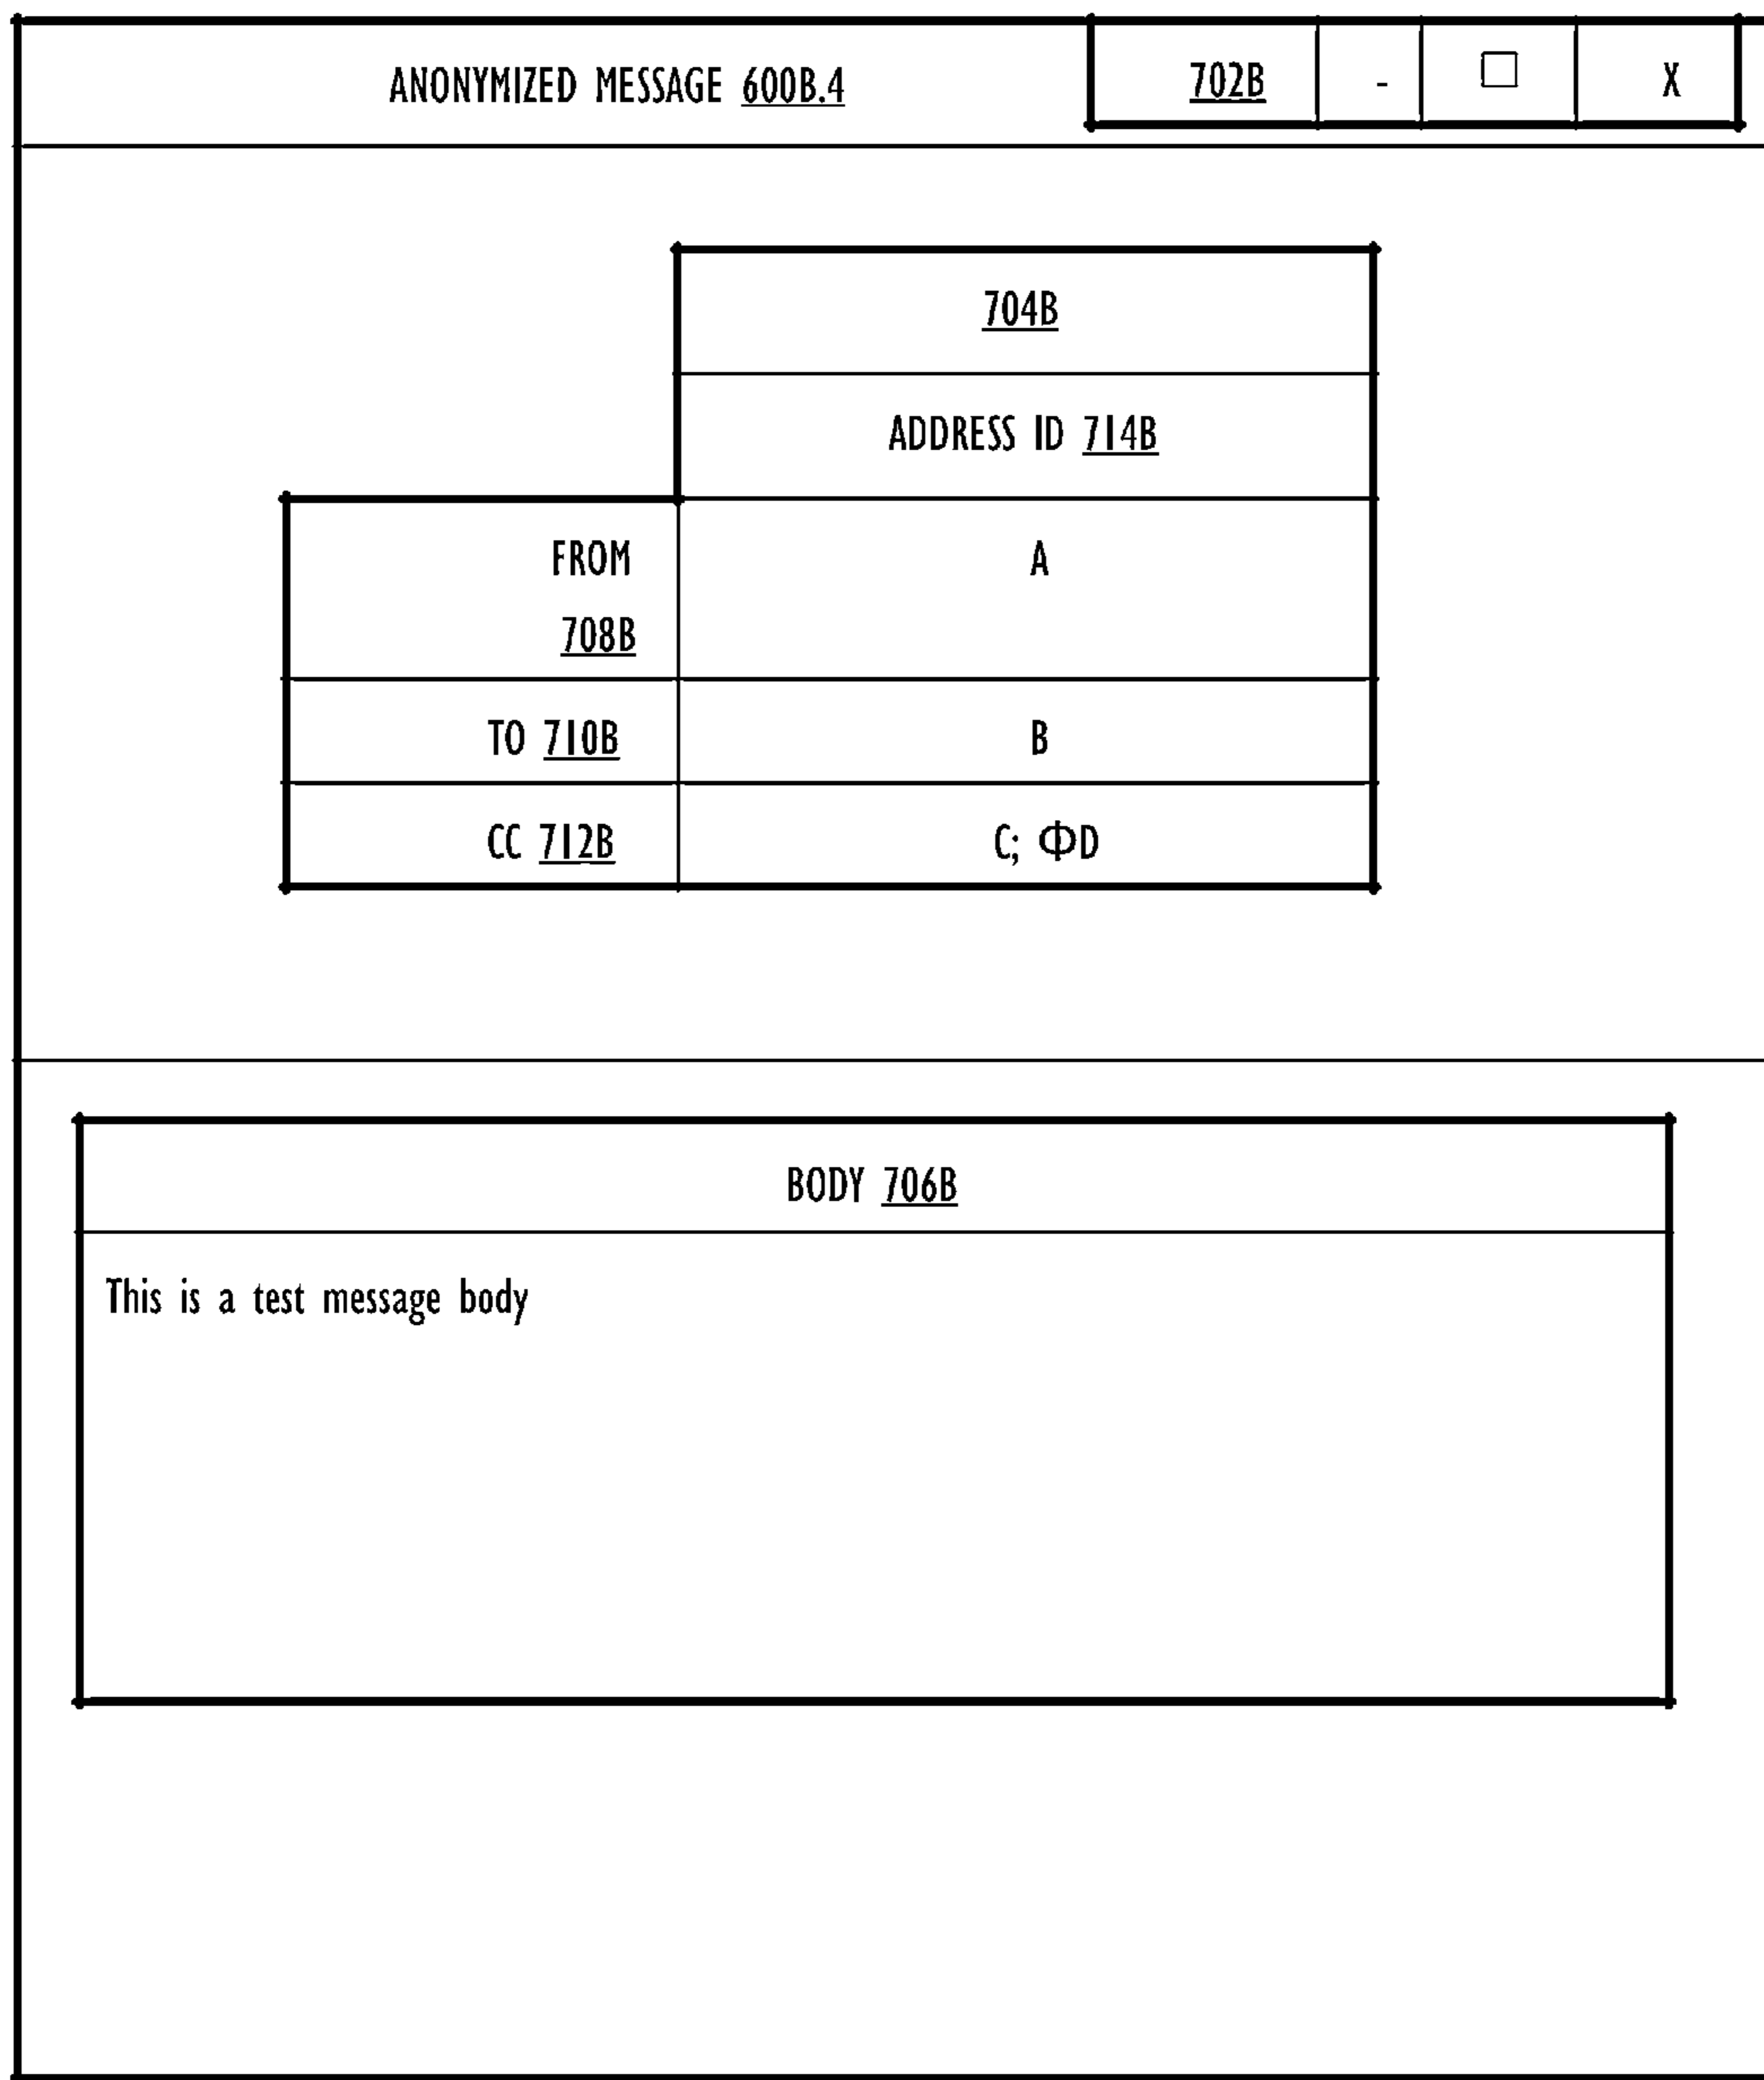 ANONYMIZED MESSAGE 600B.4 702B - □ X
704B
ADDRESS ID 714B
FROM A
708B
TO 710B B
CC 712B C; ΦD
BODY 706B
This is a test message body